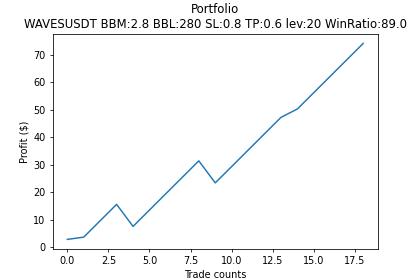 Portfolio
WAVESUSDT BBM:2.8 BBL:280 SL:0.8 TP:0.6 lev:20 WinRatio:89.0
70
60
50
40
30
20
10
0
Profit ($)
0.0 2.5 5.0 7.5 10.0 12.5 15.0 17.5
Trade counts